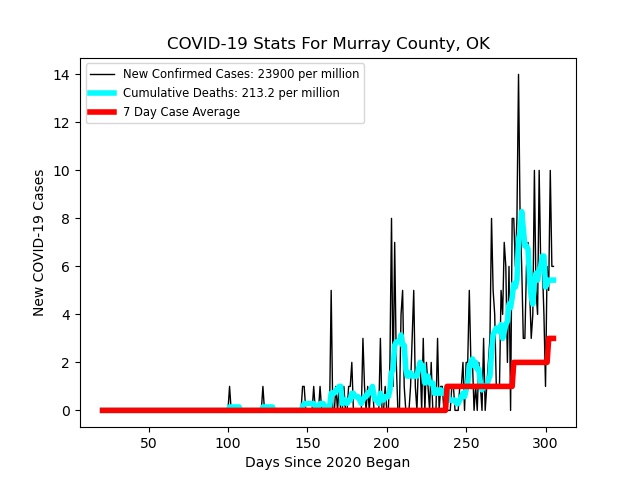 COVID-19 Stats For Murray County, OK
New Confirmed Cases: 23900 per million
Cumulative Deaths: 213.2 per million
7 Day Case Average
14
12
10
8
6
4
2
0
New COVID-19 Cases
50 100 150 200 250 300
Days Since 2020 Began